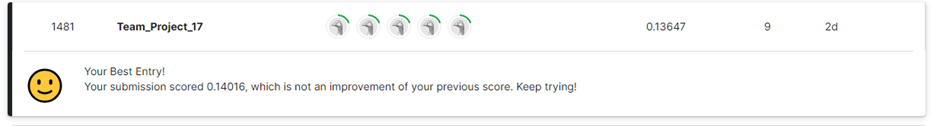 1481 Team_Project_17 0.13647 9 2d
Your Best Entry!
Your submission scored 0.14016, which is not an improvement of your previous score. Keep trying!